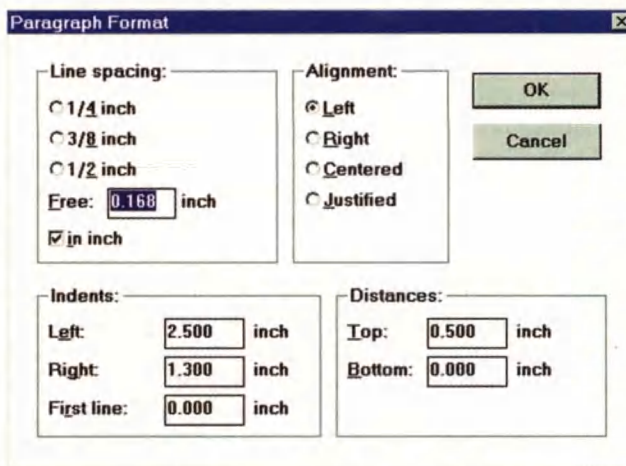 Paragraph Format
Line spacing:
1/4 inch
3/8 inch
1/2 inch
Free: 0.168 inch
in inch
Alignment:
Left
Right
Centered
Justified
OK
Cancel
Indents:
Left: 2.500 inch
Right: 1.300 inch
First line: 0.000 inch
Distances:
Top: 0.500 inch
Bottom: 0.000 inch